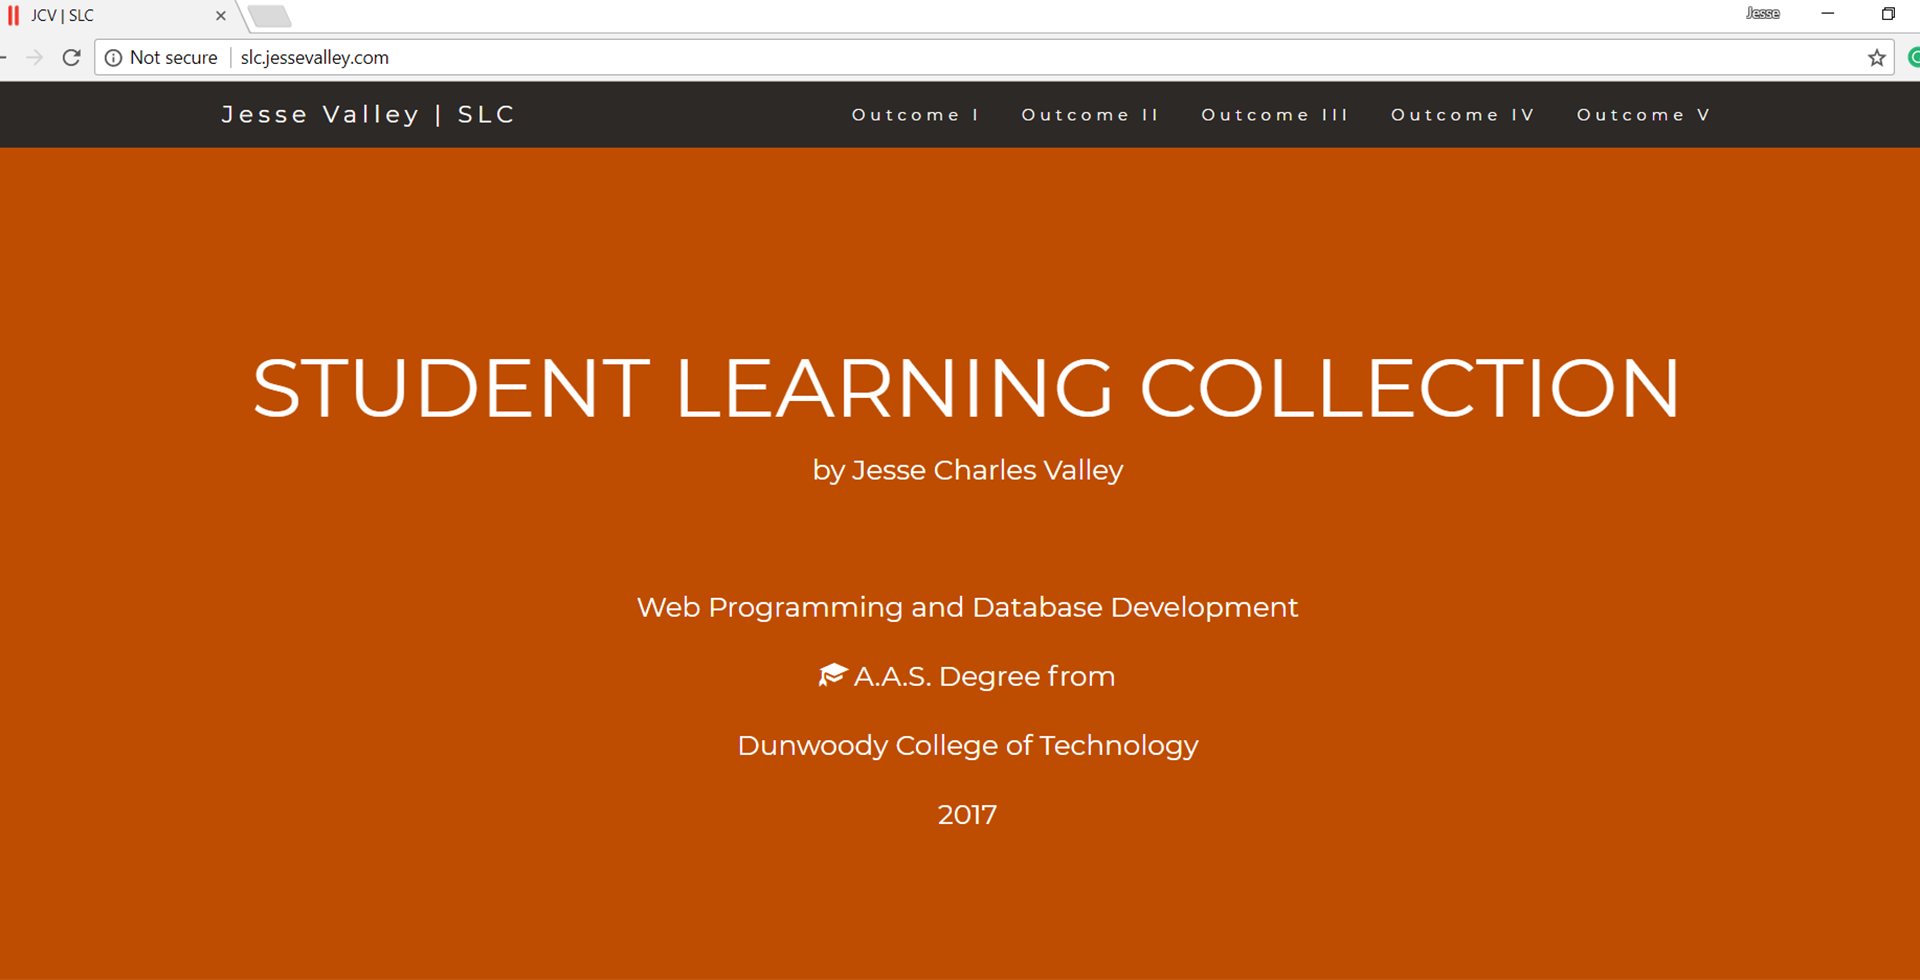 JCV | SLC
Jesse
Not secure
slc.jessevalley.com
Jesse Valley | SLC
Outcome I
Outcome II
Outcome III
Outcome IV
Outcome V
STUDENT LEARNING COLLECTION
by Jesse Charles Valley
Web Programming and Database Development
A.A.S. Degree from
Dunwoody College of Technology
2017